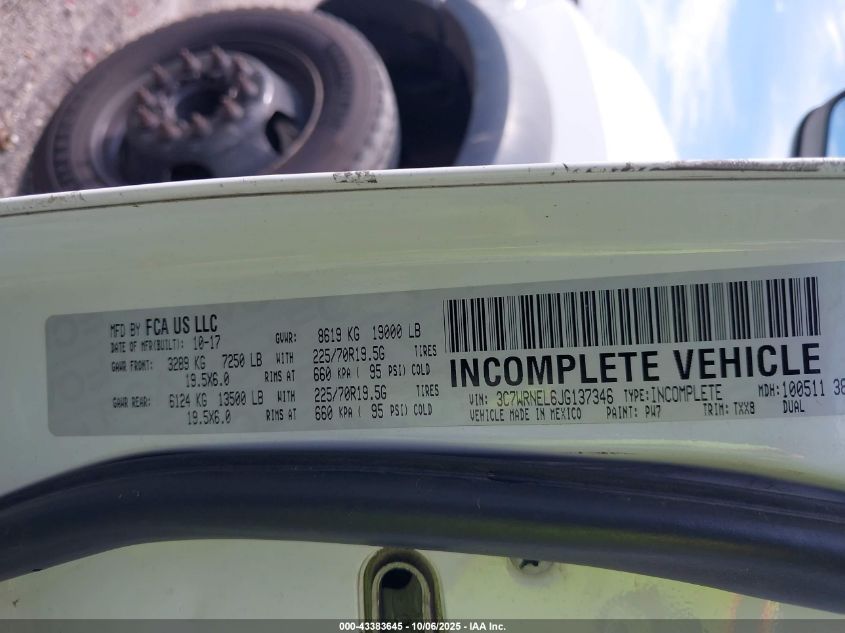 MFD BY FCA US LLC
DATE OF MFR(BUILT): 10-17 GVWR: 8619 KG 19000 LB
GAWR FRONT: 3289 KG 7250 LB WITH 225/70R19.5G TIRES
19.5X6.0 RIMS AT 660 KPA ( 95 PSI) COLD
GAWR REAR: 6124 KG 13500 LB WITH 225/70R19.5G TIRES
19.5X6.0 RIMS AT 660 KPA ( 95 PSI) COLD
INCOMPLETE VEHICLE
VIN: 3C7WRNEL6JG137346 TYPE:INCOMPLETE MDH:100511 38
VEHICLE MADE IN MEXICO PAINT: PW7 TRIM: TXX8 DUAL
000-43383645 - 10/06/2025 - IAA Inc.